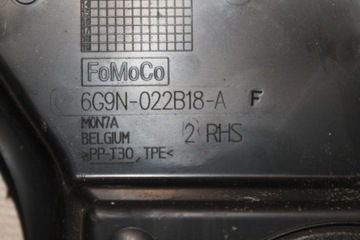 FoMoCo
6G9N-022B18-A F
MON7A
BELGIUM 2 RHS
>PP-T30,TPE<